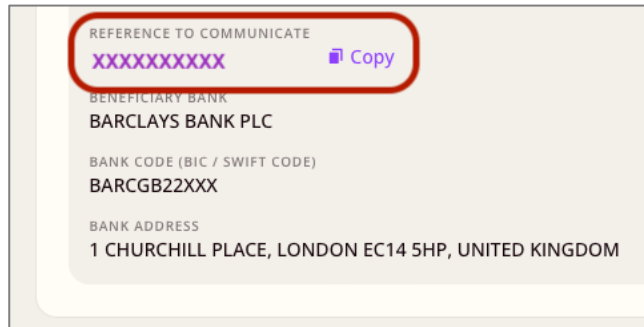 REFERENCE TO COMMUNICATE
XXXXXXXXXX Copy
BENEFICIARY BANK
BARCLAYS BANK PLC
BANK CODE (BIC / SWIFT CODE)
BARCGB22XXX
BANK ADDRESS
1 CHURCHILL PLACE, LONDON EC14 5HP, UNITED KINGDOM